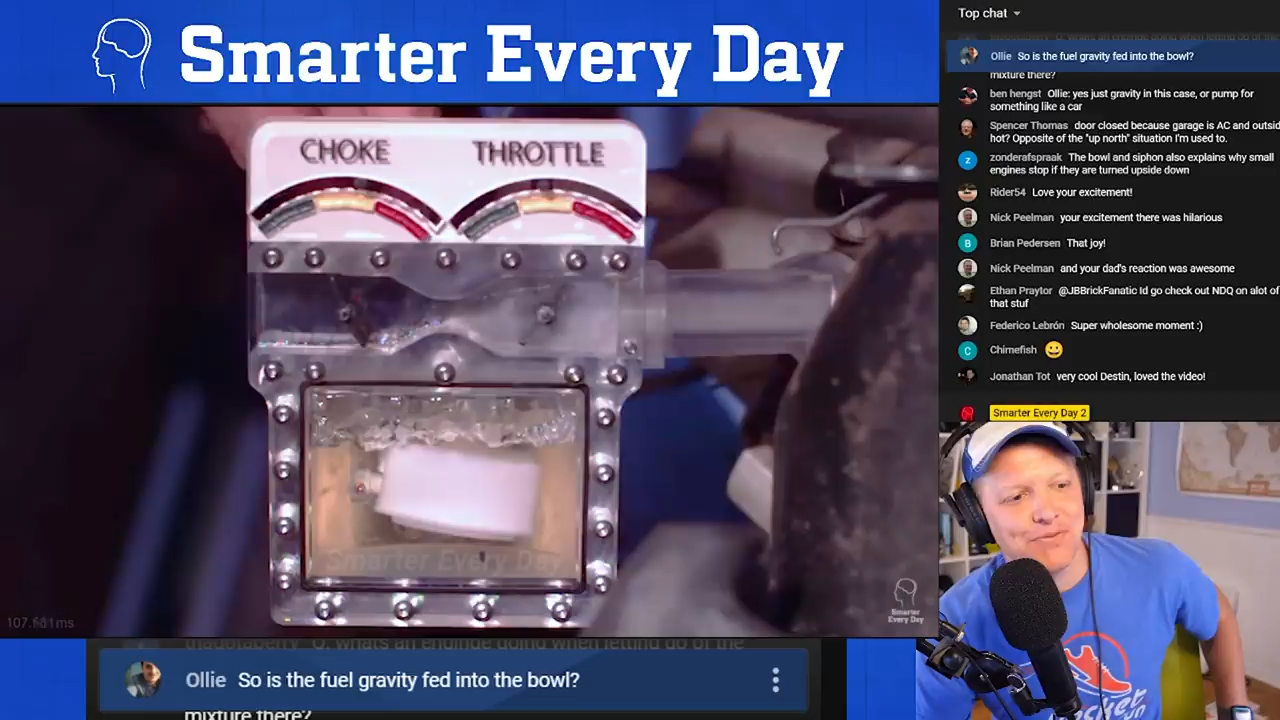 Smarter Every Day
CHOKE
THROTTLE
Smarter Every Day
Smarter
Every Day
Ollie So is the fuel gravity fed into the bowl?
mixture there?
Top chat
Ollie So is the fuel gravity fed into the bowl?
mixture there?
ben hengst Ollie: yes just gravity in this case, or pump for
something like a car
Spencer Thomas door closed because garage is AC and outsid
hot? Opposite of the "up north" situation I'm used to.
zonderafspraak The bowl and siphon also explains why small
engines stop if they are turned upside down
Rider54 Love your excitement!
Nick Peelman your excitement there was hilarious
Brian Pedersen That joy!
Nick Peelman and your dad's reaction was awesome
Ethan Praytor @JBBrickFanatic Id go check out NDQ on alot of
that stuf
Federico Lebrón Super wholesome moment :)
Chimefish 😀
Jonathan Tot very cool Destin, loved the video!
Smarter Every Day 2